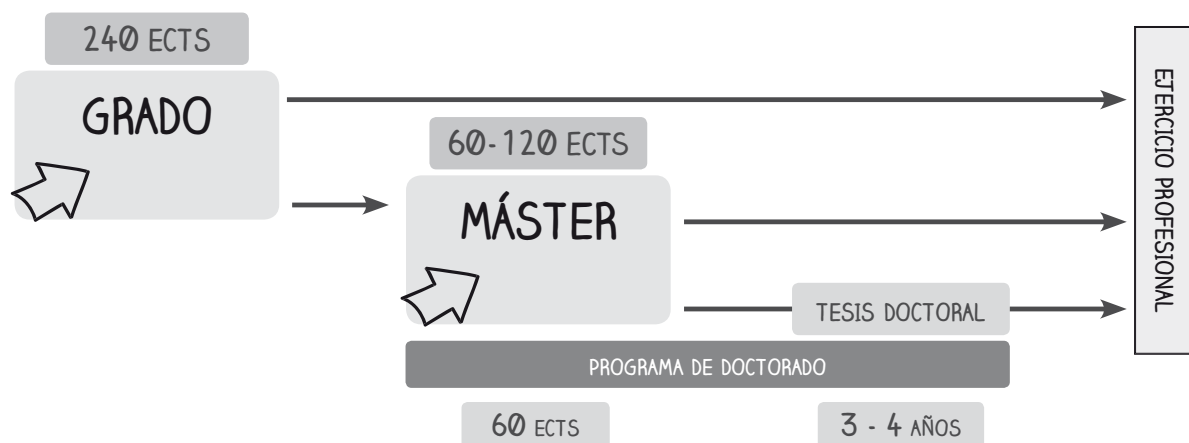 240 ECTS
GRADO
60-120 ECTS
MÁSTER
TESIS DOCTORAL
PROGRAMA DE DOCTORADO
60 ECTS
3 - 4 AÑOS
EJERCICIO PROFESIONAL